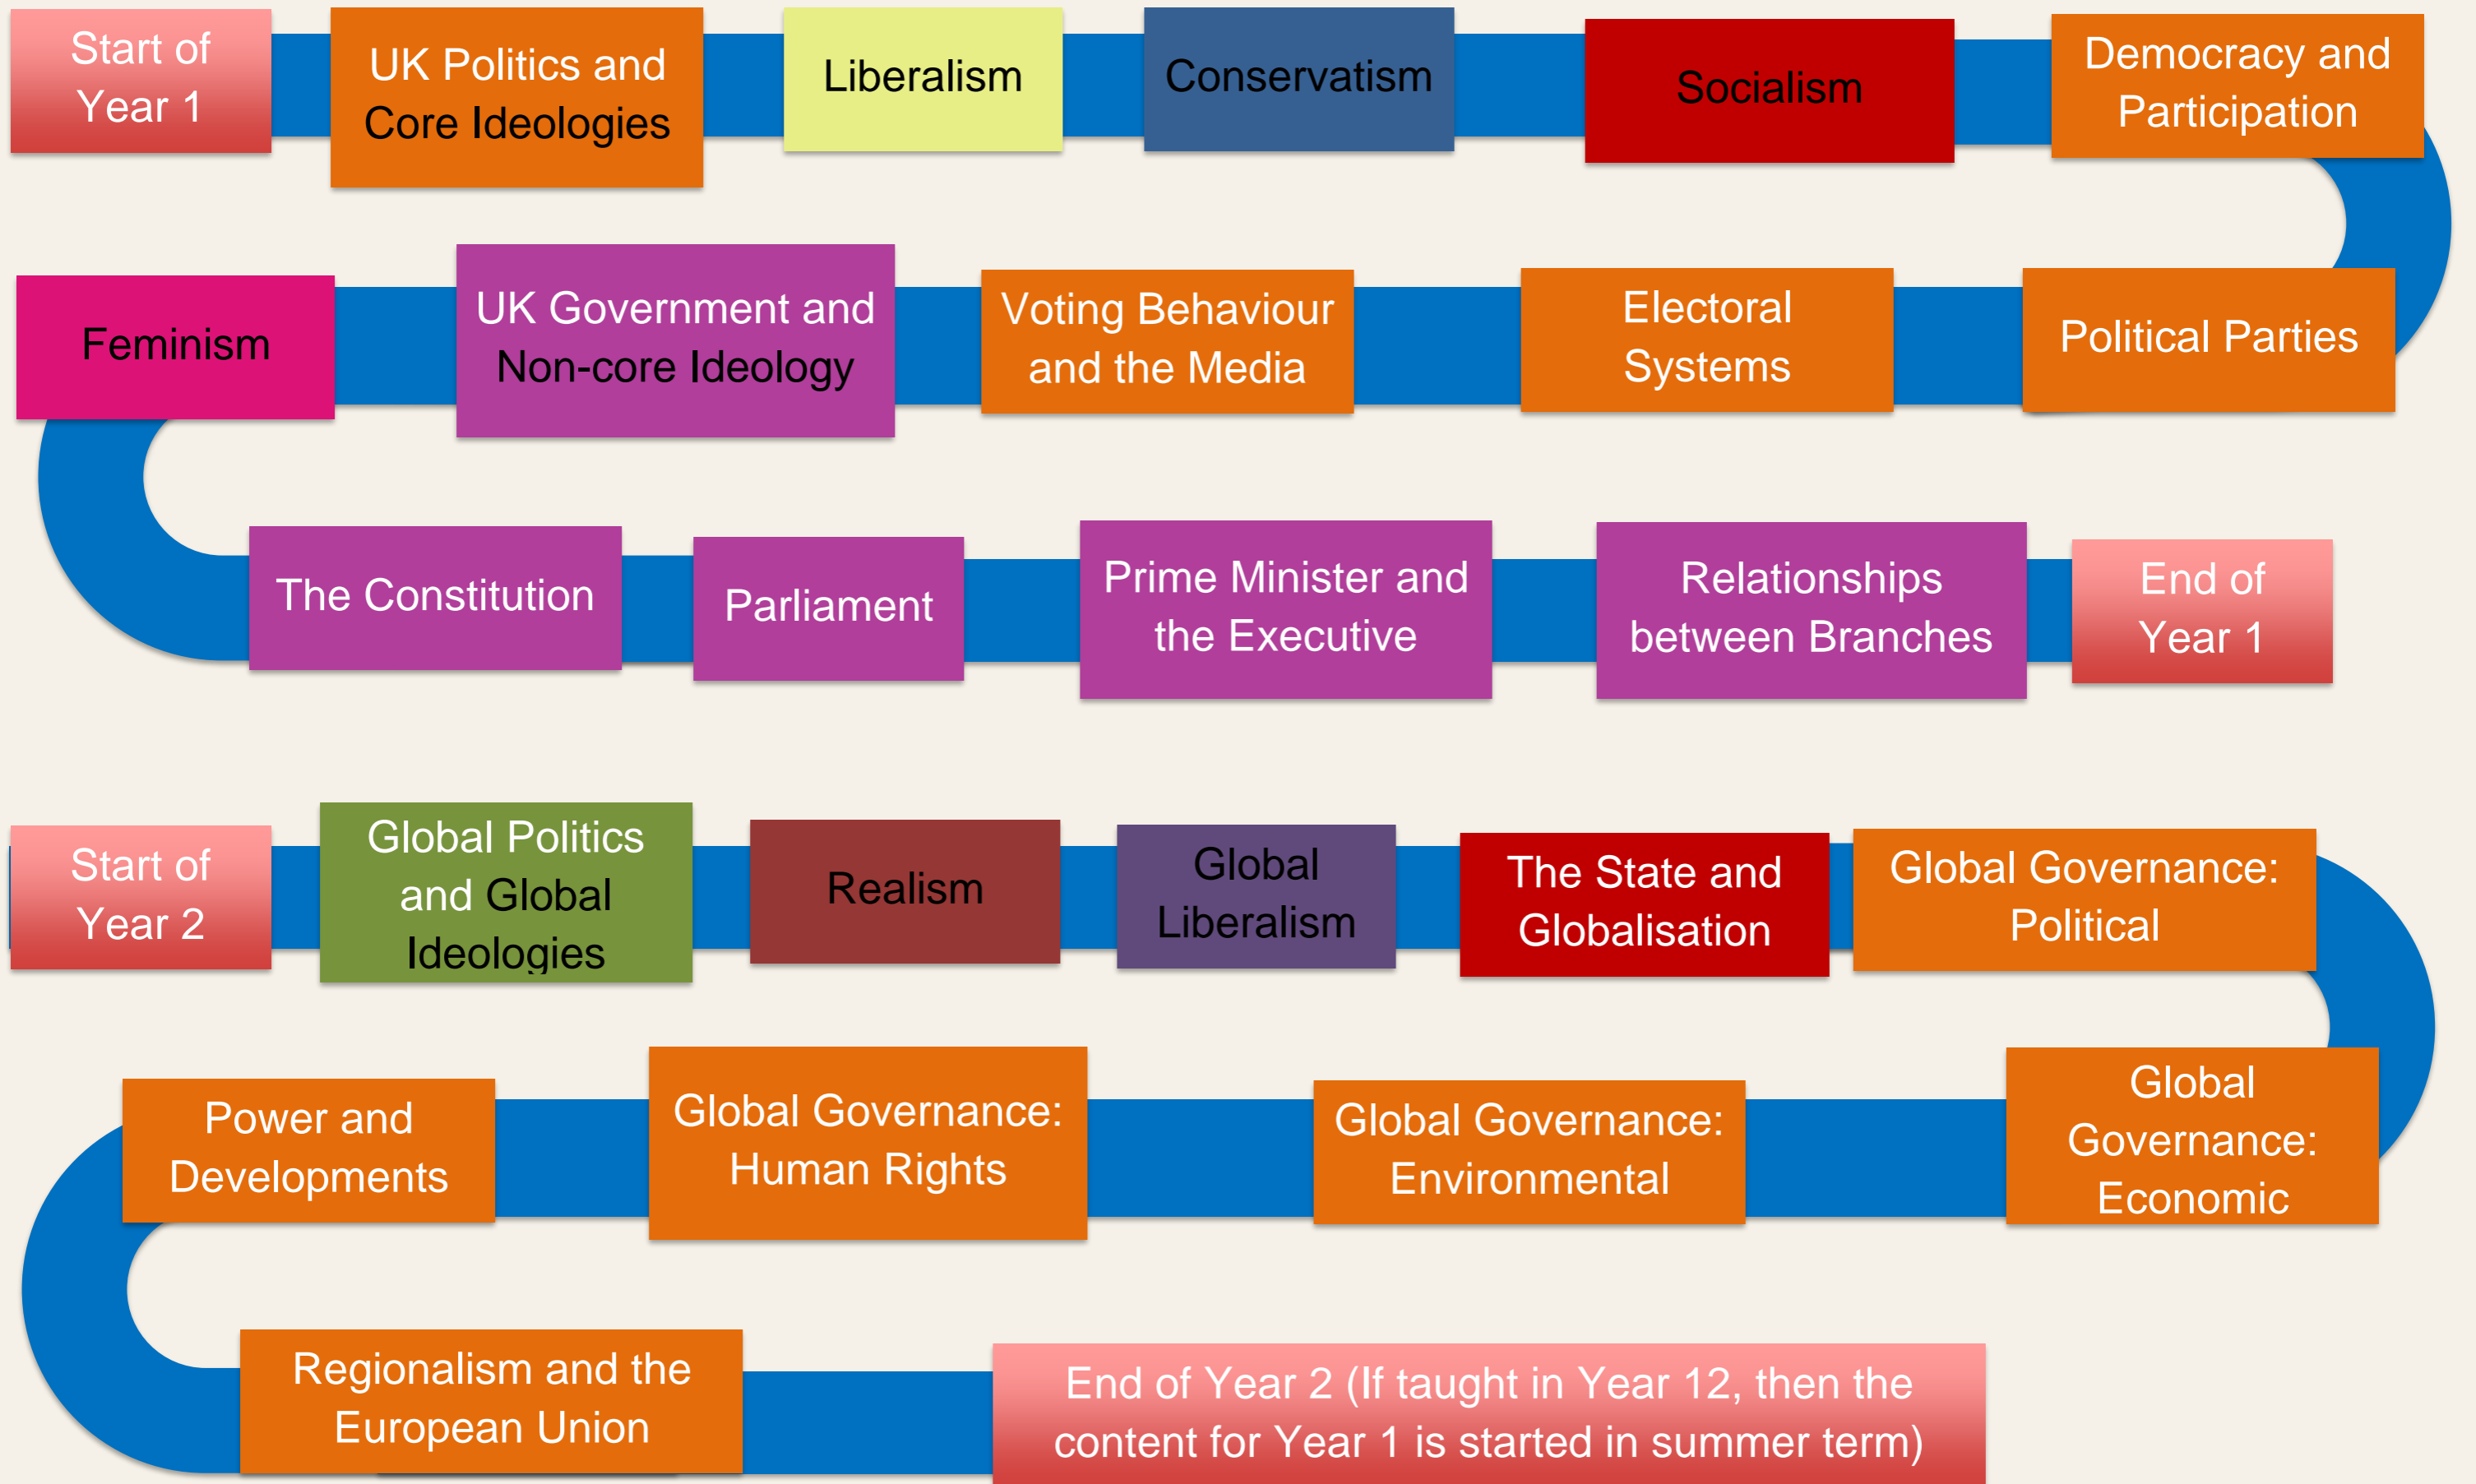 Start of
Year 1
UK Politics and
Core Ideologies
Liberalism
Conservatism
Socialism
Democracy and
Participation
Political Parties
Electoral
Systems
Voting Behaviour
and the Media
UK Government and
Non-core Ideology
Feminism
The Constitution
Parliament
Prime Minister and
the Executive
Relationships
between Branches
End of
Year 1
Start of
Year 2
Global Politics
and Global
Ideologies
Realism
Global
Liberalism
The State and
Globalisation
Global Governance:
Political
Global
Governance:
Economic
Global Governance:
Environmental
Global Governance:
Human Rights
Power and
Developments
Regionalism and the
European Union
End of Year 2 (If taught in Year 12, then the
content for Year 1 is started in summer term)